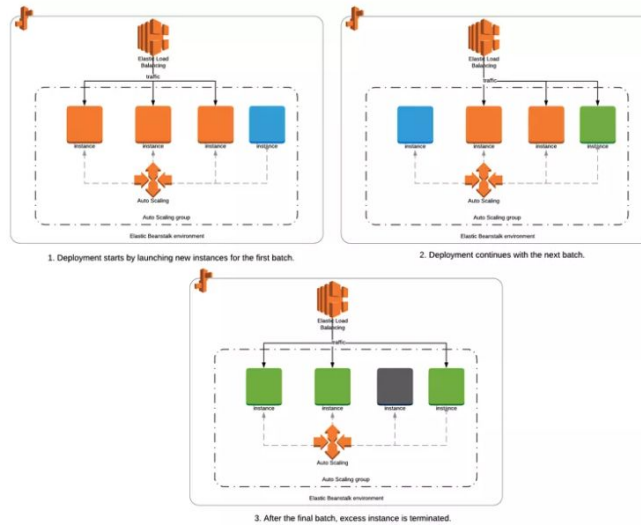 Elastic Load
Balancing
traffic
instance
instance
instance
instance
Auto Scaling
Auto Scaling group
Elastic Beanstalk environment
1. Deployment starts by launching new instances for the first batch.
Elastic Load
Balancing
traffic
instance
instance
instance
instance
Auto Scaling
Auto Scaling group
Elastic Beanstalk environment
2. Deployment continues with the next batch.
Elastic Load
Balancing
traffic
instance
instance
instance
instance
Auto Scaling
Auto Scaling group
Elastic Beanstalk environment
3. After the final batch, excess instance is terminated.